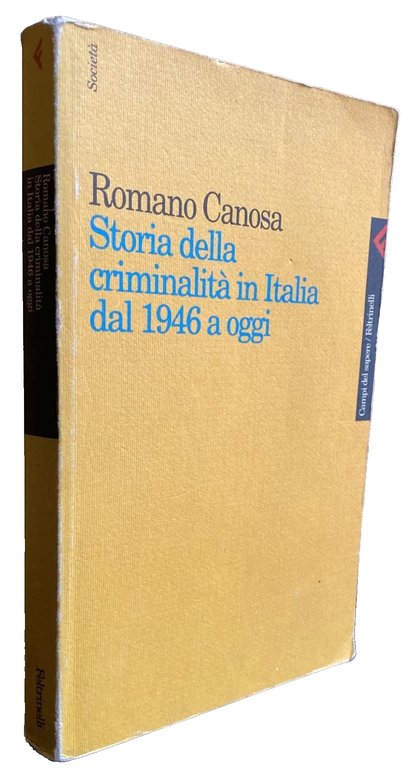 Società
Romano Canosa
Storia della
criminalità in Italia
dal 1946 a oggi
Campi del sapere / Feltrinelli
Romano Canosa
Storia della criminalità
in Italia dal 1946 a oggi
Feltrinelli